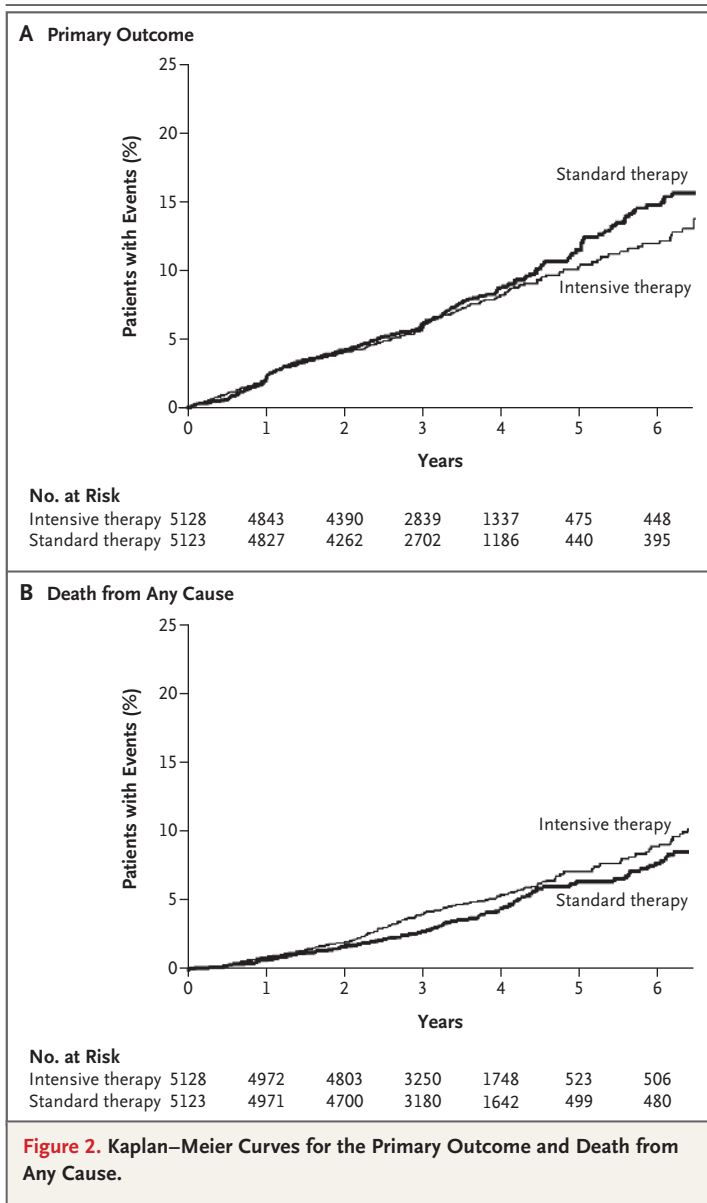 A Primary Outcome
25
20
15
10
5
0
Patients with Events (%)
Standard therapy
Intensive therapy
0 1 2 3 4 5 6
Years
No. at Risk
Intensive therapy 5128 4843 4390 2839 1337 475 448
Standard therapy 5123 4827 4262 2702 1186 440 395
B Death from Any Cause
25
20
15
10
5
0
Patients with Events (%)
Intensive therapy
Standard therapy
0 1 2 3 4 5 6
Years
No. at Risk
Intensive therapy 5128 4972 4803 3250 1748 523 506
Standard therapy 5123 4971 4700 3180 1642 499 480
Figure 2. Kaplan–Meier Curves for the Primary Outcome and Death from
Any Cause.